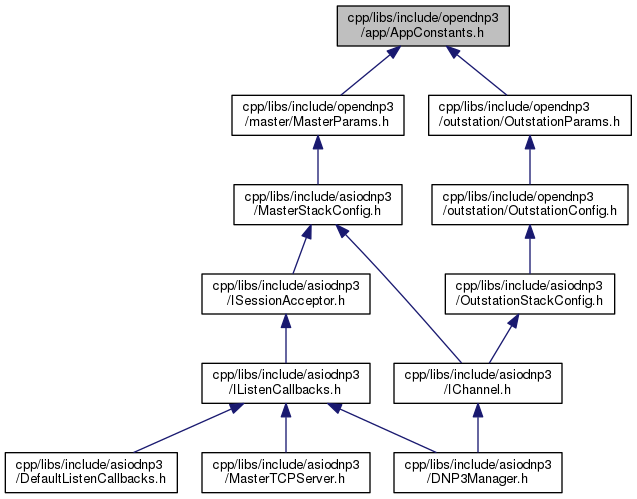 cpp/libs/include/opendnp3
/app/AppConstants.h
cpp/libs/include/opendnp3
/master/MasterParams.h
cpp/libs/include/opendnp3
/outstation/OutstationParams.h
cpp/libs/include/asiodnp3
/MasterStackConfig.h
cpp/libs/include/opendnp3
/outstation/OutstationConfig.h
cpp/libs/include/asiodnp3
/ISessionAcceptor.h
cpp/libs/include/asiodnp3
/OutstationStackConfig.h
cpp/libs/include/asiodnp3
/IListenCallbacks.h
cpp/libs/include/asiodnp3
/IChannel.h
cpp/libs/include/asiodnp3
/DefaultListenCallbacks.h
cpp/libs/include/asiodnp3
/MasterTCPServer.h
cpp/libs/include/asiodnp3
/DNP3Manager.h